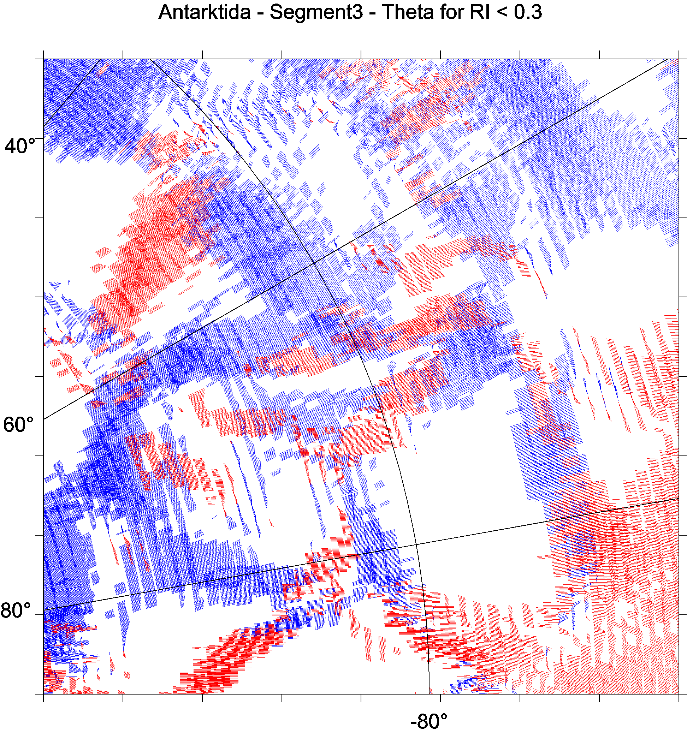 Antarktida - Segment3 - Theta for RI < 0.3
40°
60°
80°
-80°